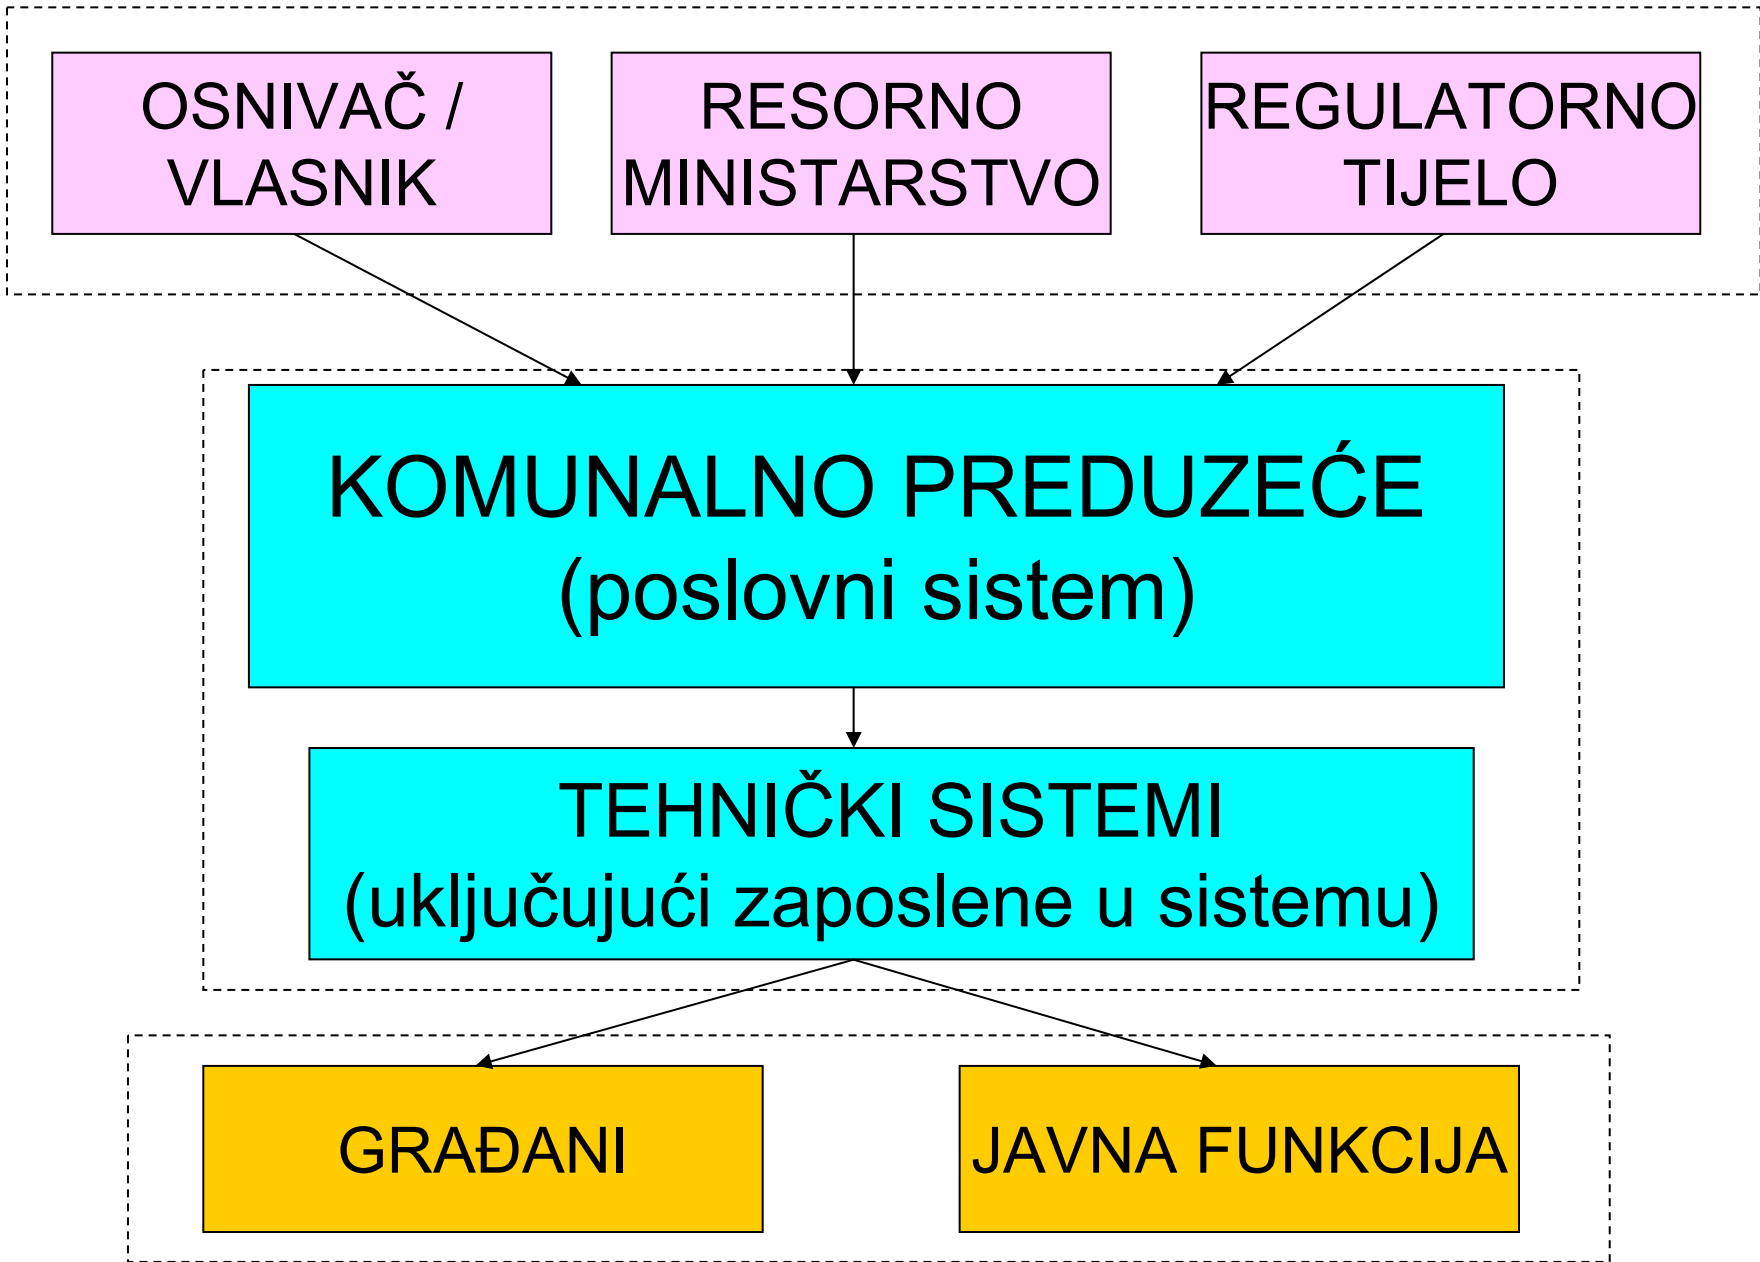 OSNIVAČ /
VLASNIK
RESORNO
MINISTARSTVO
REGULATORNO
TIJELO
KOMUNALNO PREDUZEĆE
(poslovni sistem)
TEHNIČKI SISTEMI
(uključujući zaposlene u sistemu)
GRAĐANI
JAVNA FUNKCIJA